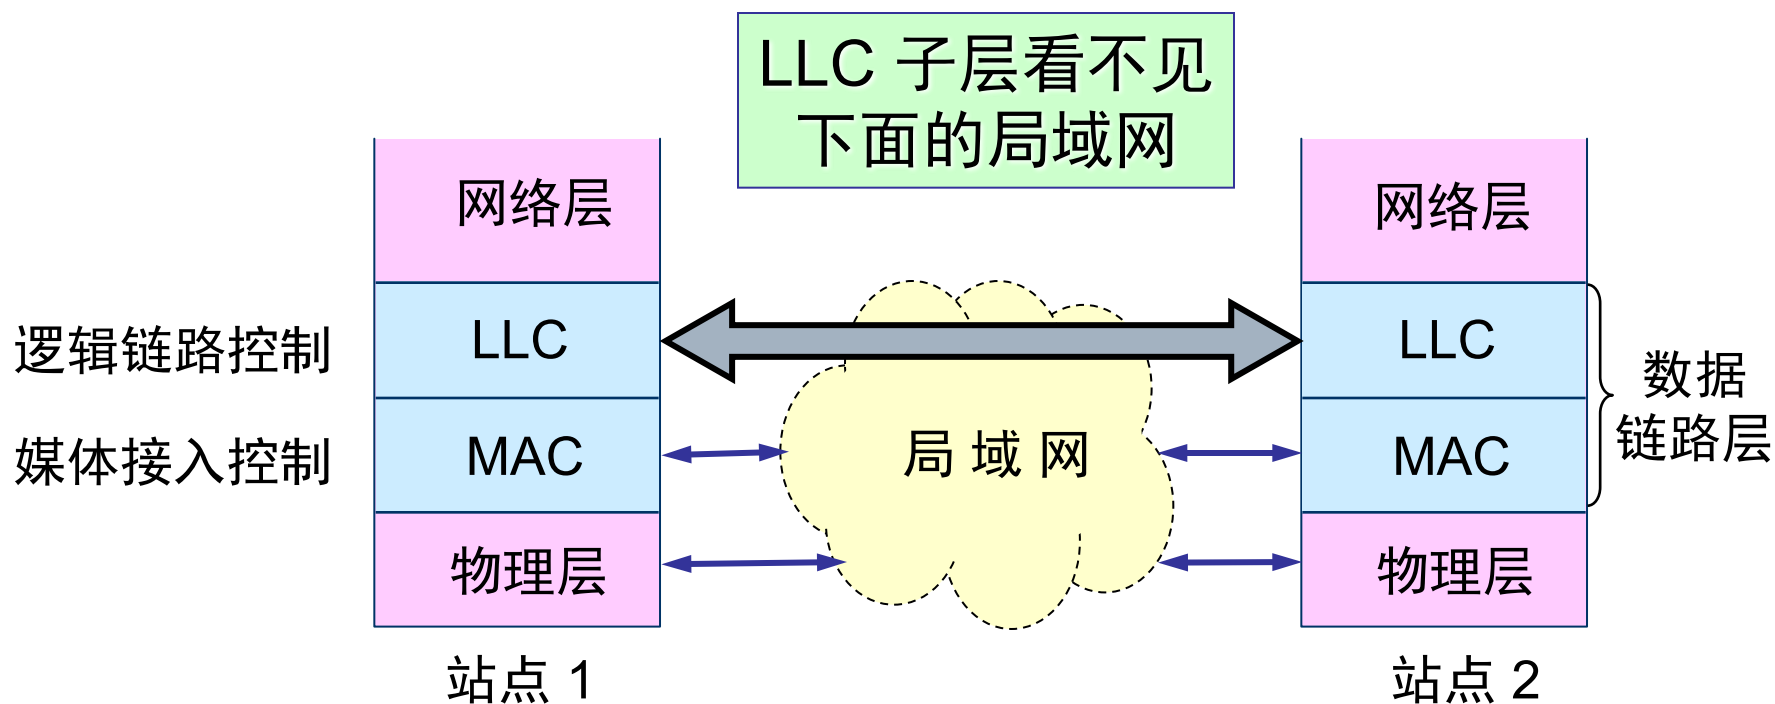 LLC 子层看不见
下面的局域网
网络层
网络层
逻辑链路控制
LLC
LLC
数据
链路层
媒体接入控制
MAC
局 域 网
MAC
物理层
物理层
站点 1
站点 2